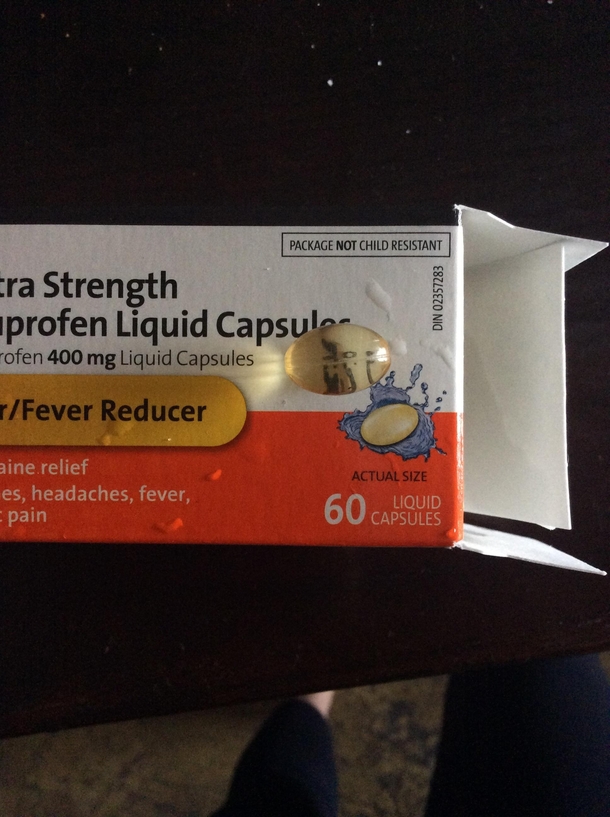 PACKAGE NOT CHILD RESISTANT
tra Strength
uprofen Liquid Capsules
rofen 400 mg Liquid Capsules
DIN 02357283
r/Fever Reducer
aine relief
es, headaches, fever,
t pain
ACTUAL SIZE
60 LIQUID
CAPSULES